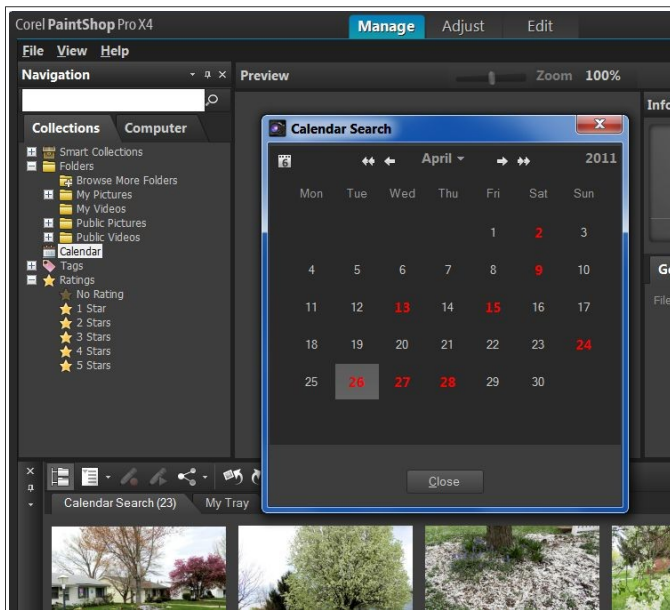 Corel PaintShop Pro X4
Manage Adjust Edit
File View Help
Navigation
Preview
Zoom 100%
Info
Collections Computer
Smart Collections
Folders
Browse More Folders
My Pictures
My Videos
Public Pictures
Public Videos
Calendar
Tags
Ratings
No Rating
1 Star
2 Stars
3 Stars
4 Stars
5 Stars
Calendar Search
6 April 2011
Mon Tue Wed Thu Fri Sat Sun
1 2 3
4 5 6 7 8 9 10
11 12 13 14 15 16 17
18 19 20 21 22 23 24
25 26 27 28 29 30
Close
Ge
File
Calendar Search (23) My Tray